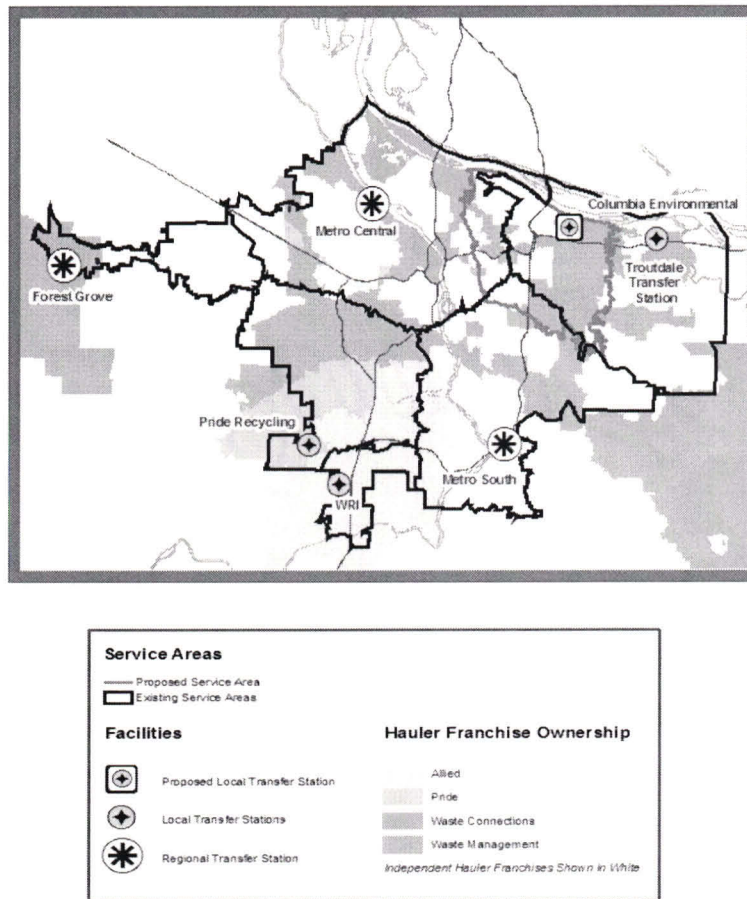 Columbia Environmental
Metro Central
Forest Grove
Troutdale
Transfer
Station
Pride Recycling
Metro South
WRI
Service Areas
Proposed Service Area
Existing Service Areas
Facilities
Proposed Local Transfer Station
Local Transfer Stations
Regional Transfer Station
Hauler Franchise Ownership
Allied
Pride
Waste Connections
Waste Management
Independent Hauler Franchises Shown in White